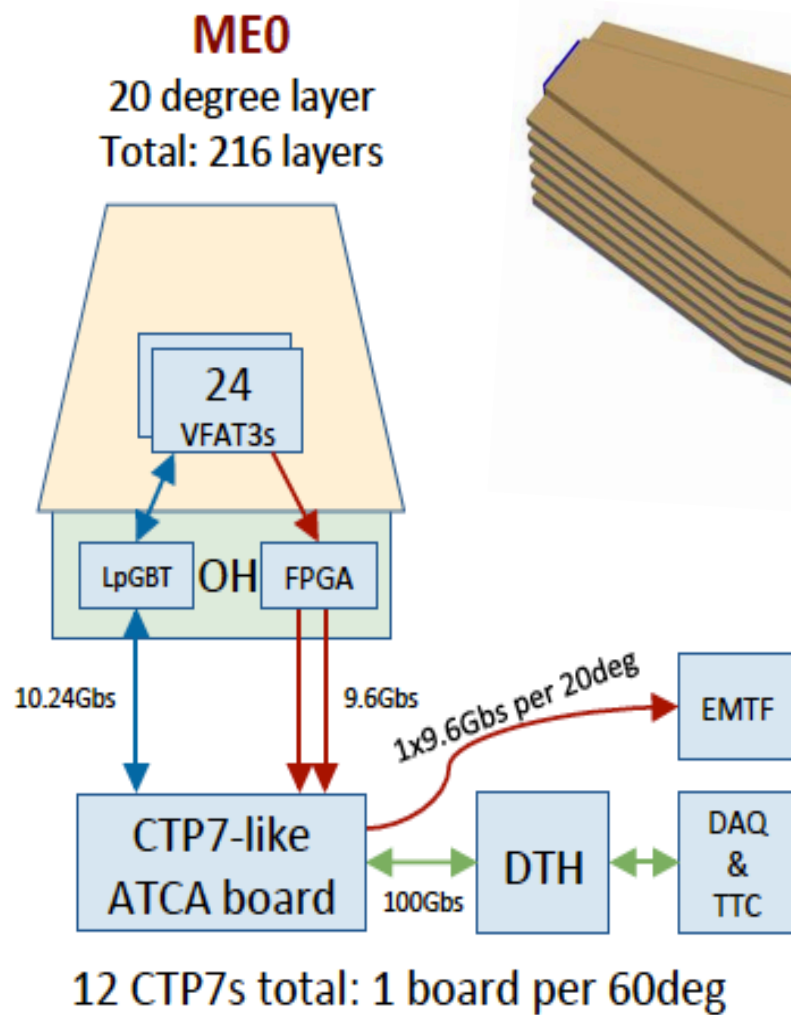 ME0
20 degree layer
Total: 216 layers
24
VFAT3s
LpGBT
OH
FPGA
10.24Gbs
9.6Gbs
1x9.6Gbs per 20deg
EMTF
CTP7-like
ATCA board
100Gbs
DTH
DAQ
&
TTC
12 CTP7s total: 1 board per 60deg